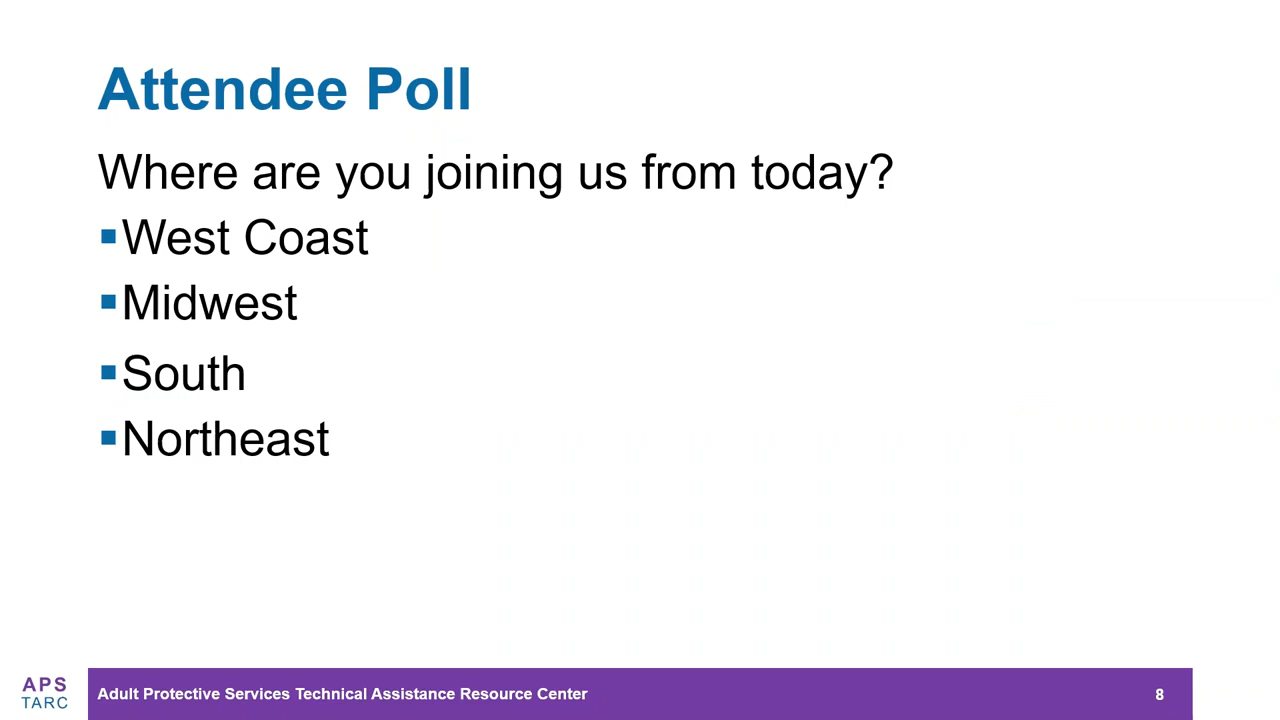 Attendee Poll
Where are you joining us from today?
▪West Coast
▪Midwest
▪South
▪Northeast
APS
TARC
Adult Protective Services Technical Assistance Resource Center
8